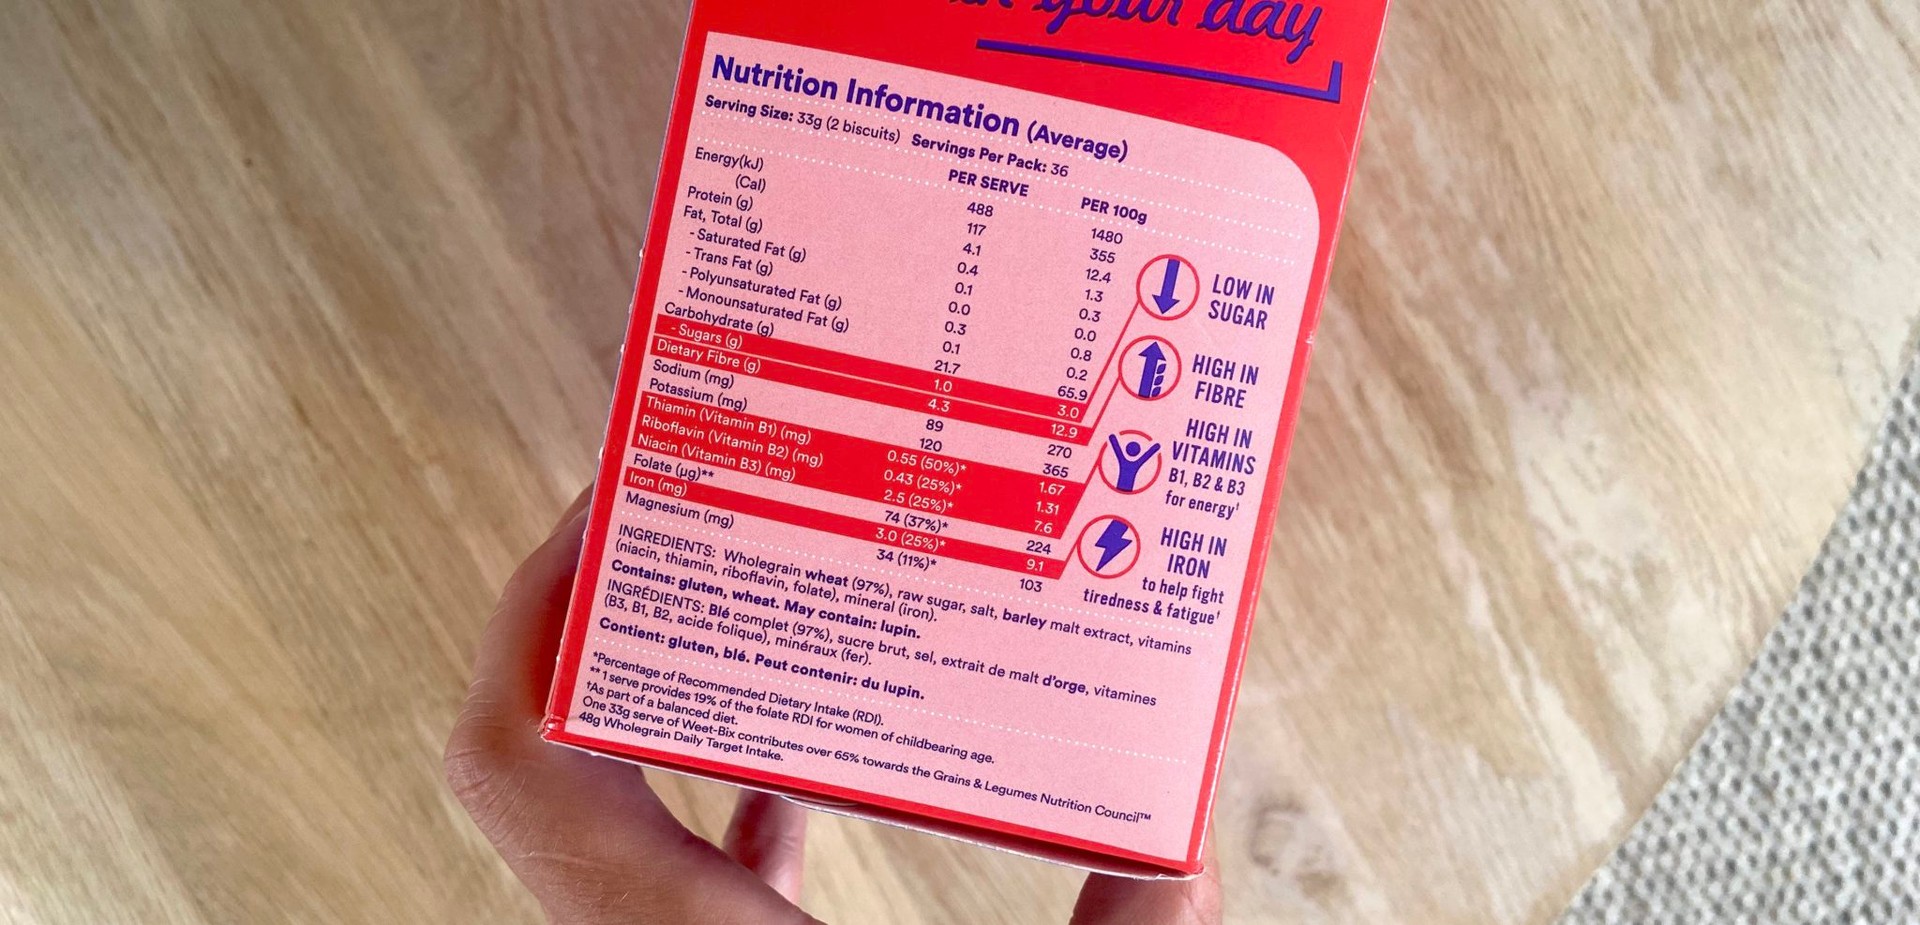 your day
Nutrition Information (Average)
Serving Size: 33g (2 biscuits) Servings Per Pack: 36
PER SERVE PER 100g
Energy(kJ) 488 1480
(Cal) 117 355
Protein (g) 4.1 12.4
Fat, Total (g) 0.4 1.3
- Saturated Fat (g) 0.1 0.3
- Trans Fat (g) 0.0 0.0
- Polyunsaturated Fat (g) 0.3 0.8
- Monounsaturated Fat (g) 0.1 0.2
Carbohydrate (g) 21.7 65.9
- Sugars (g) 1.0 3.0
Dietary Fibre (g) 4.3 12.9
Sodium (mg) 89 270
Potassium (mg) 120 365
Thiamin (Vitamin B1) (mg) 0.55 (50%)* 1.67
Riboflavin (Vitamin B2) (mg) 0.43 (25%)* 1.31
Niacin (Vitamin B3) (mg) 2.5 (25%)* 7.6
Folate (µg)** 74 (37%)* 224
Iron (mg) 3.0 (25%)* 9.1
Magnesium (mg) 34 (11%)* 103
LOW IN
SUGAR
HIGH IN
FIBRE
HIGH IN
VITAMINS
B1, B2 & B3
for energy†
HIGH IN
IRON
to help fight
tiredness & fatigue†
INGREDIENTS: Wholegrain wheat (97%), raw sugar, salt, barley malt extract, vitamins
(niacin, thiamin, riboflavin, folate), mineral (iron).
Contains: gluten, wheat. May contain: lupin.
INGRÉDIENTS: Blé complet (97%), sucre brut, sel, extrait de malt d'orge, vitamines
(B3, B1, B2, acide folique), minéraux (fer).
Contient: gluten, blé. Peut contenir: du lupin.
*Percentage of Recommended Dietary Intake (RDI).
** 1 serve provides 19% of the folate RDI for women of childbearing age.
†As part of a balanced diet.
One 33g serve of Weet-Bix contributes over 65% towards the Grains & Legumes Nutrition Council™
48g Wholegrain Daily Target Intake.